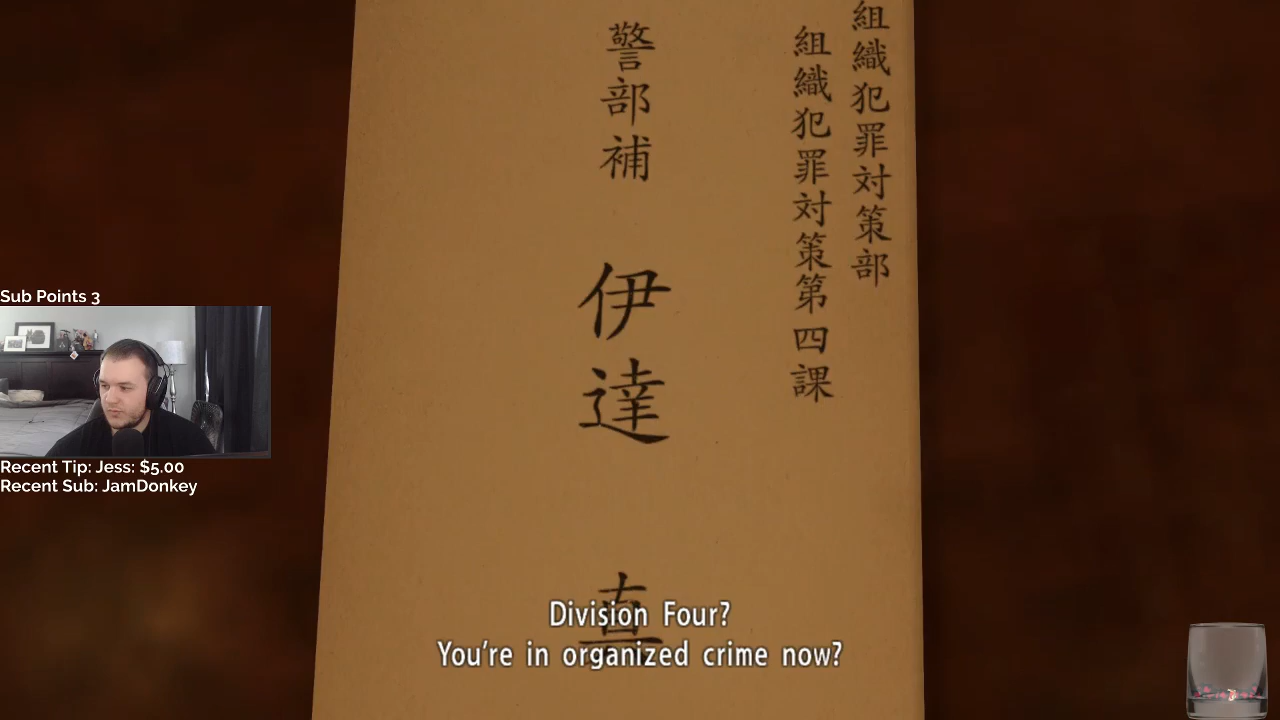 組織犯罪対策部
組織犯罪対策第四課
警部補
伊達
真
Sub Points 3
Recent Tip: Jess: $5.00
Recent Sub: JamDonkey
Division Four?
You're in organized crime now?